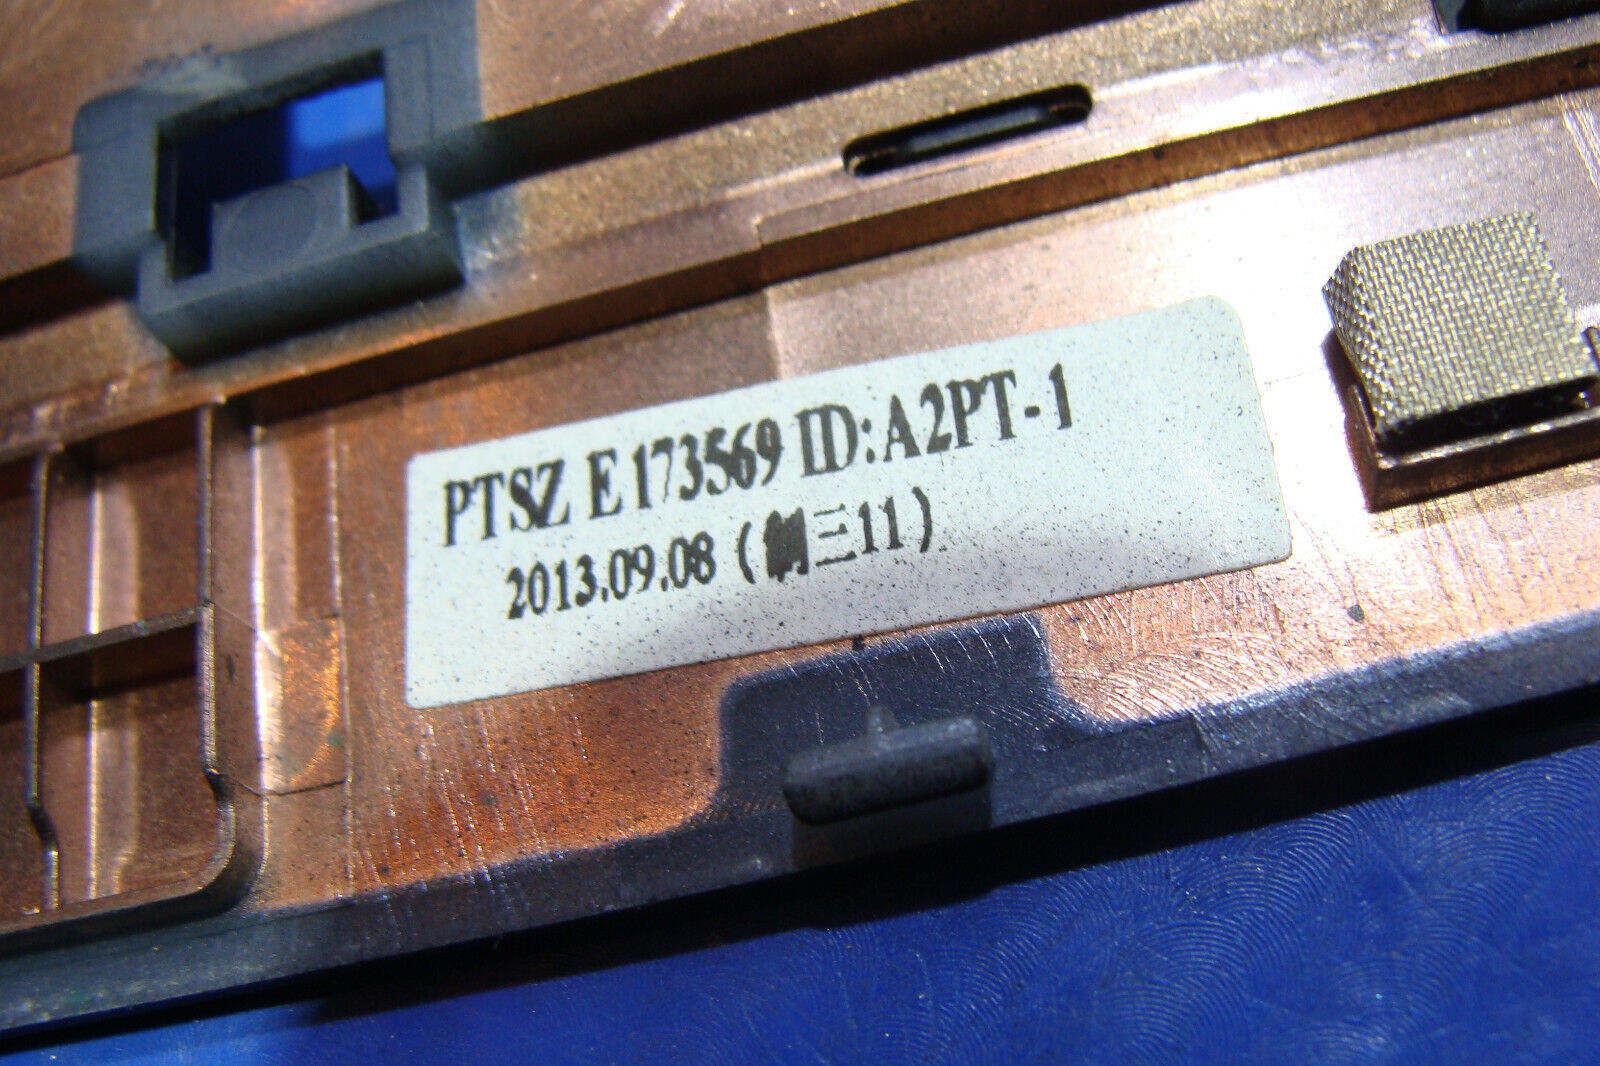 PTSZ E173569 ID:A2PT-1
2013.09.08 (三11)